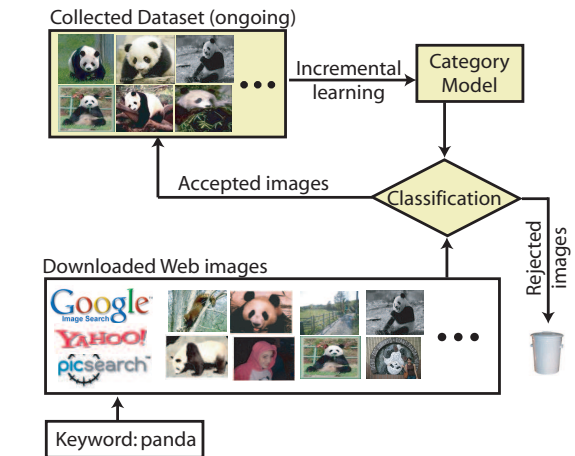 Collected Dataset (ongoing)
Incremental
learning
Category
Model
Accepted images
Classification
Rejected
images
Downloaded Web images
Google
Image Search
YAHOO!
picsearch
Keyword: panda